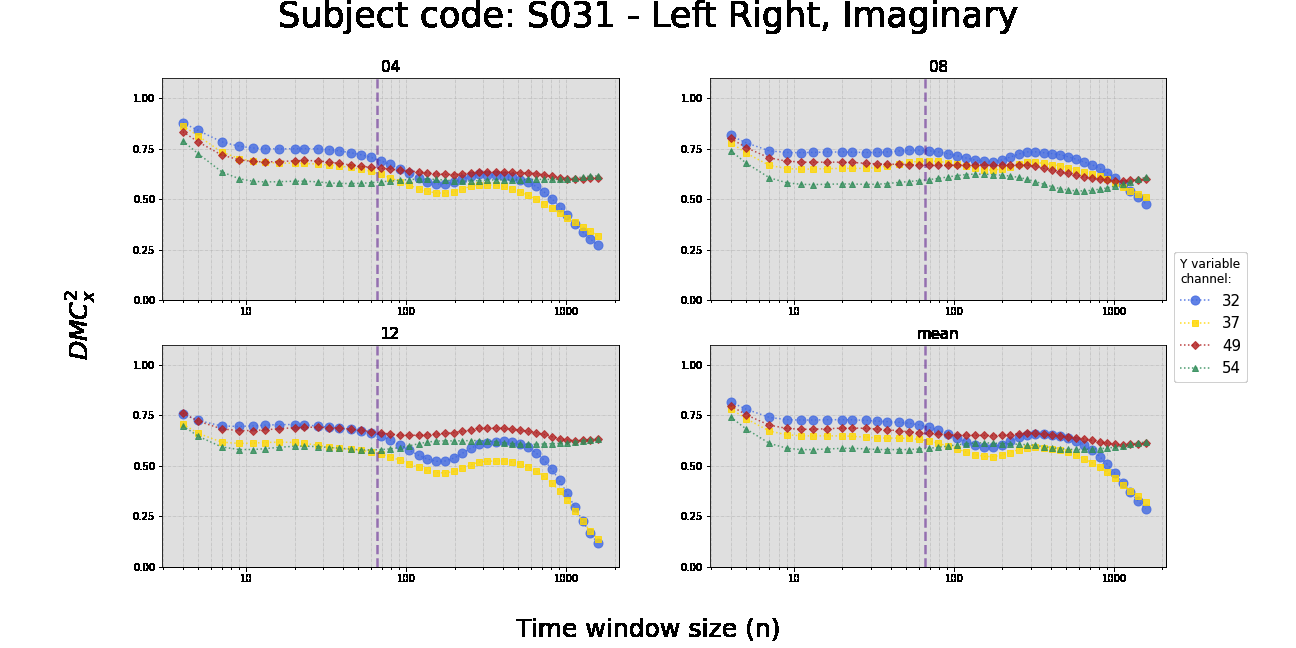 Subject code: S031 - Left Right, Imaginary
04
1.00
0.75
0.50
0.25
0.00
10 100 1000
08
1.00
0.75
0.50
0.25
0.00
10 100 1000
12
1.00
0.75
0.50
0.25
0.00
10 100 1000
mean
1.00
0.75
0.50
0.25
0.00
10 100 1000
DMC²ₓ
Time window size (n)
Y variable
channel:
32
37
49
54